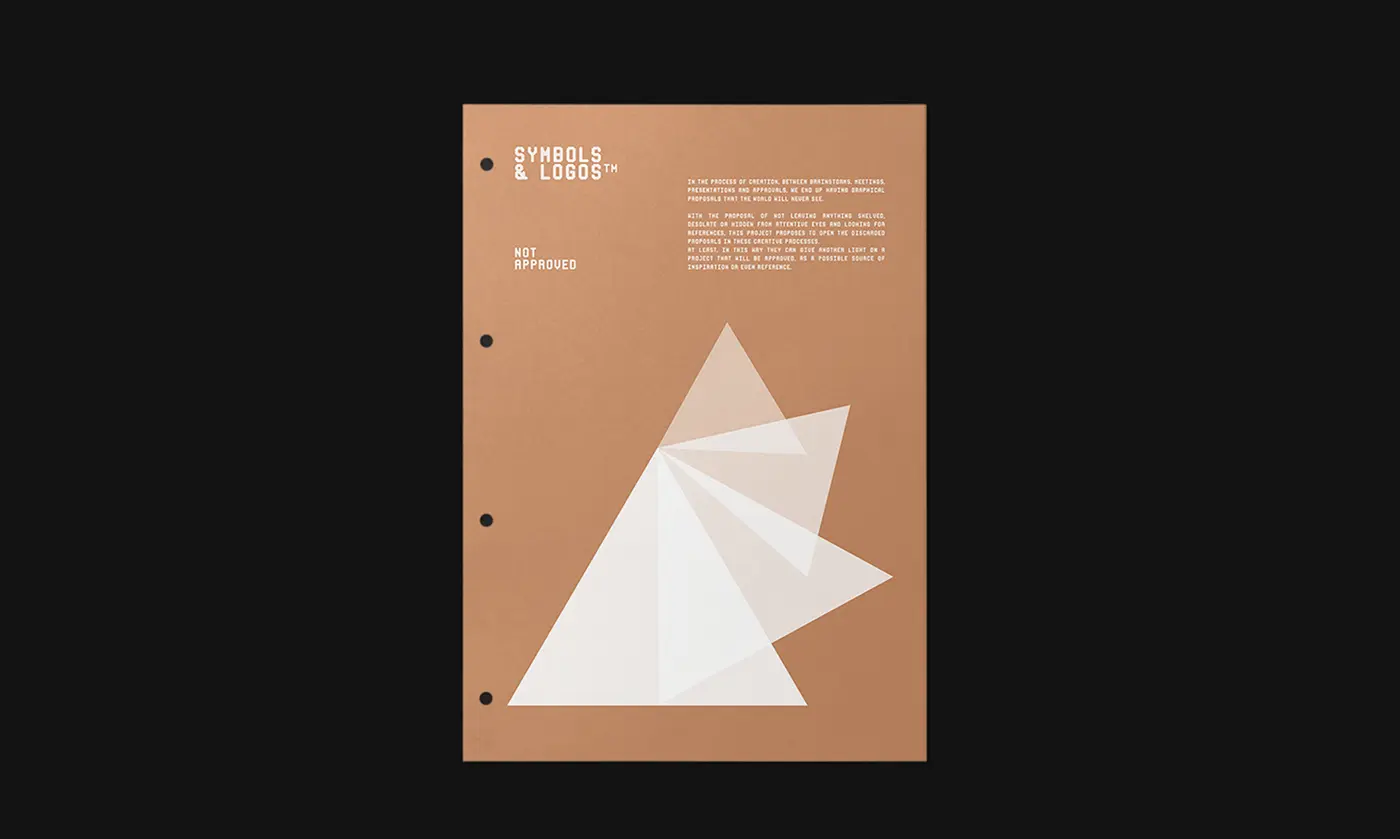 SYMBOLS
& LOGOS™
NOT
APPROVED
IN THE PROCESS OF CREATION, BETWEEN BRAINSTORMS, MEETINGS,
PRESENTATIONS AND APPROVALS, WE END UP HAVING GRAPHICAL
PROPOSALS THAT THE WORLD WILL NEVER SEE.
WITH THE PROPOSAL OF NOT LEAVING ANYTHING SHELVED,
DESOLATE OR HIDDEN FROM ATTENTIVE EYES AND LOOKING FOR
REFERENCES, THIS PROJECT PROPOSES TO OPEN THE DISCARDED
PROPOSALS IN THESE CREATIVE PROCESSES.
AT LEAST, IN THIS WAY THEY CAN GIVE ANOTHER LIGHT ON A
PROJECT THAT WILL BE APPROVED, AS A POSSIBLE SOURCE OF
INSPIRATION OR EVEN REFERENCE.